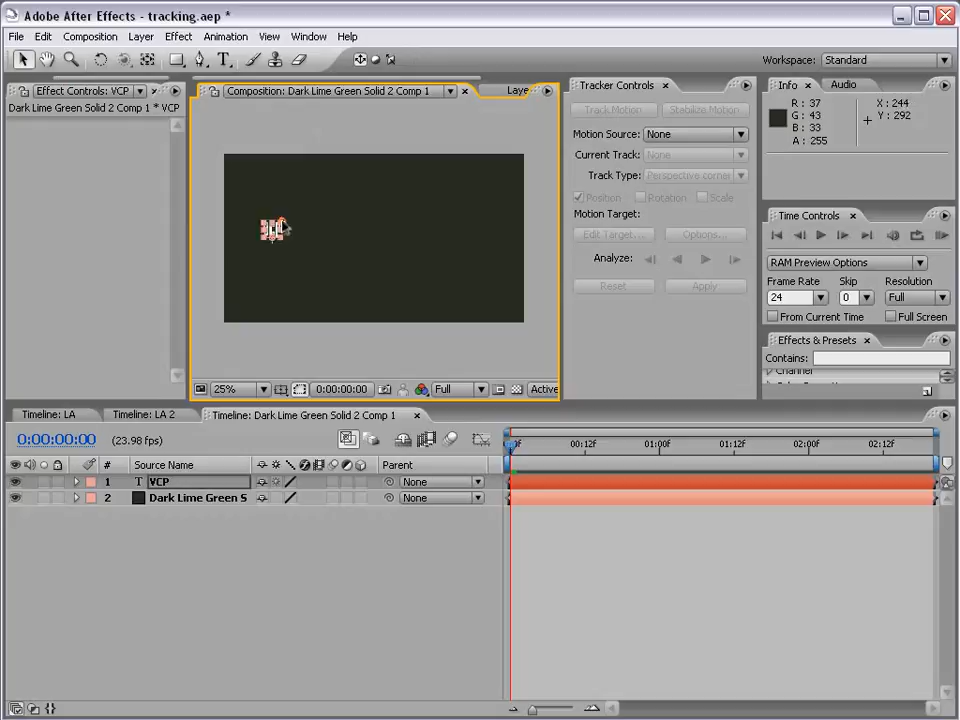 Adobe After Effects - tracking.aep *
File Edit Composition Layer Effect Animation View Window Help
Workspace: Standard
Effect Controls: VCP
Dark Lime Green Solid 2 Comp 1 * VCP
Composition: Dark Lime Green Solid 2 Comp 1
Laye
Tracker Controls
Track Motion Stabilize Motion
Motion Source: None
Current Track: None
Track Type: Perspective corner
Position Rotation Scale
Motion Target:
Edit Target... Options...
Analyze:
Reset Apply
Info Audio
R: 37 X: 244
G: 43 Y: 292
B: 33
A: 255
Time Controls
RAM Preview Options
Frame Rate Skip Resolution
24 0 Full
From Current Time Full Screen
Effects & Presets
Contains:
Channel
25% 0:00:00:00 Full Active
Timeline: LA Timeline: LA 2 Timeline: Dark Lime Green Solid 2 Comp 1
0:00:00:00 (23.98 fps)
00:12F 01:00F 01:12F 02:00F 02:12F
# Source Name Parent
1 T VCP None
2 Dark Lime Green S None